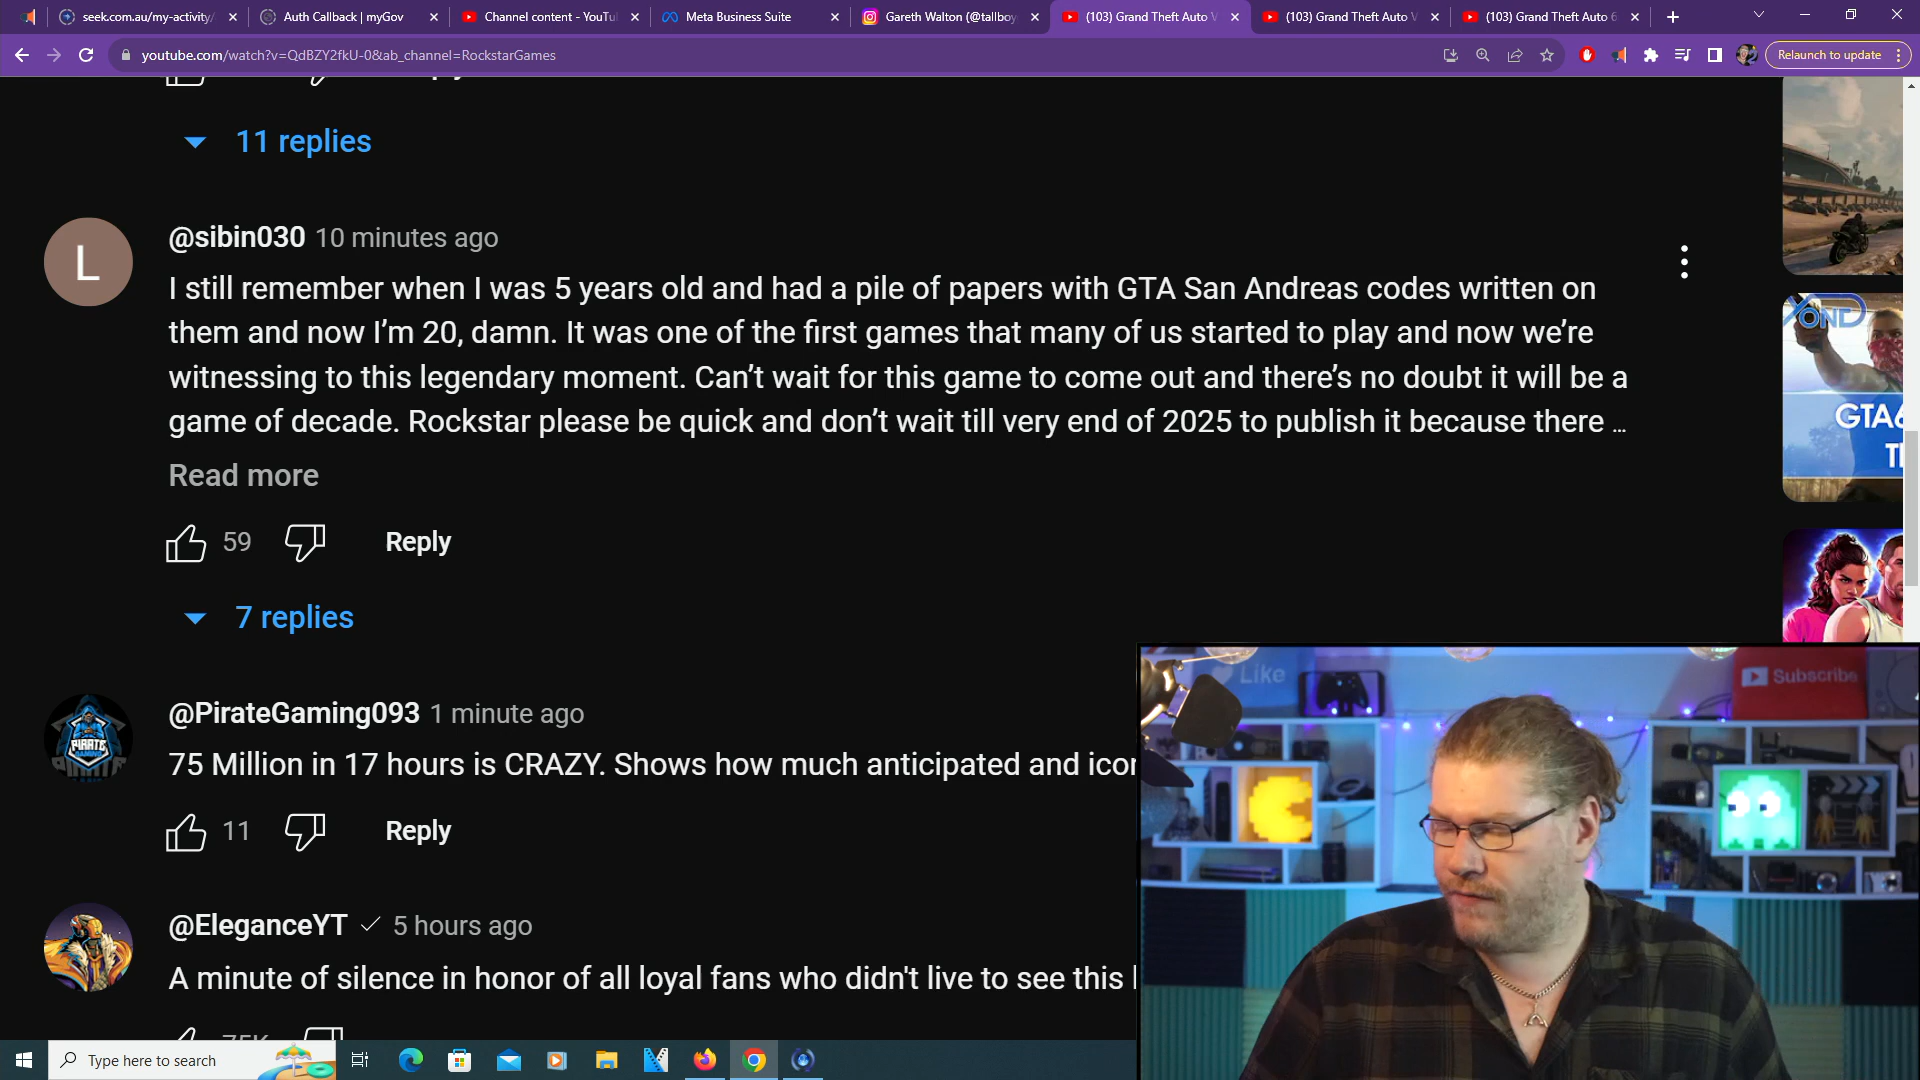 seek.com.au/my-activity/
Auth Callback | myGov
Channel content - YouTu
Meta Business Suite
Gareth Walton (@tallboy
(103) Grand Theft Auto V
(103) Grand Theft Auto V
(103) Grand Theft Auto 6
youtube.com/watch?v=QdBZY2fkU-0&ab_channel=RockstarGames
Relaunch to update
11 replies
L
@sibin030 10 minutes ago
I still remember when I was 5 years old and had a pile of papers with GTA San Andreas codes written on
them and now I'm 20, damn. It was one of the first games that many of us started to play and now we're
witnessing to this legendary moment. Can't wait for this game to come out and there's no doubt it will be a
game of decade. Rockstar please be quick and don't wait till very end of 2025 to publish it because there ...
Read more
59
Reply
7 replies
GTA6
@PirateGaming093 1 minute ago
PIRATE
75 Million in 17 hours is CRAZY. Shows how much anticipated and icon
11
Reply
@EleganceYT 5 hours ago
A minute of silence in honor of all loyal fans who didn't live to see this
75K
Like
Subscribe
Type here to search